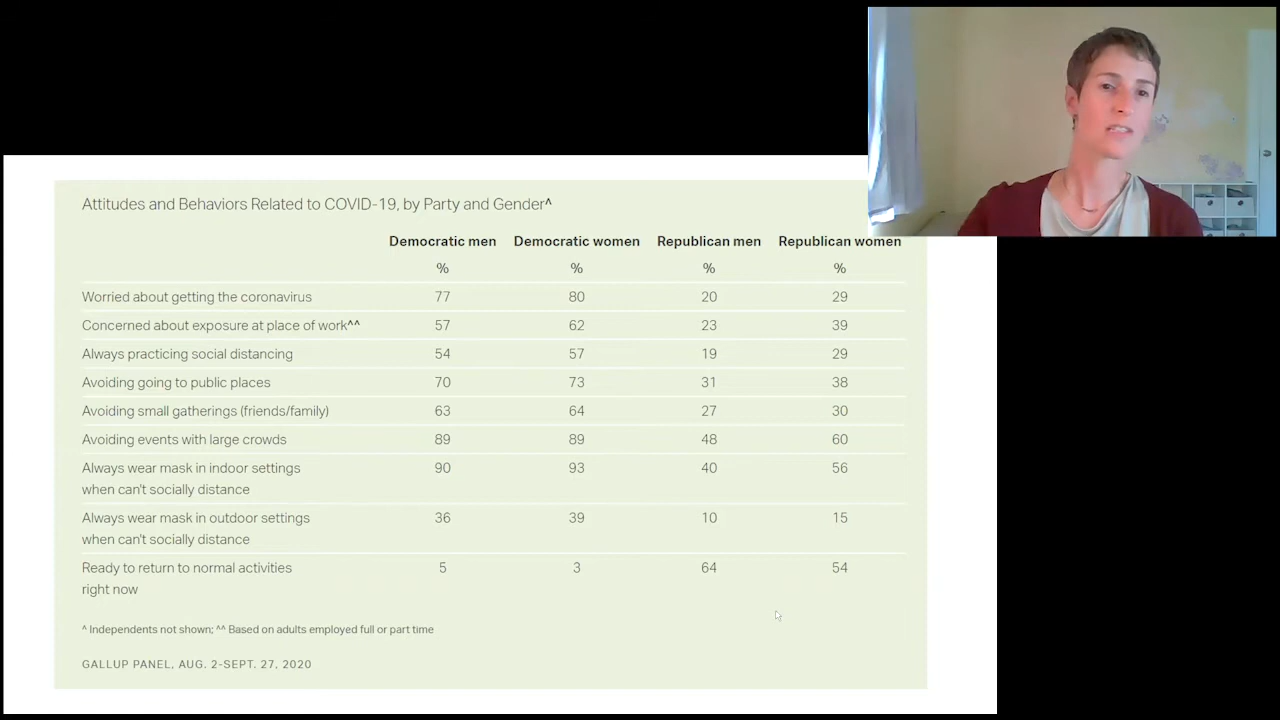 Attitudes and Behaviors Related to COVID-19, by Party and Gender^
Democratic men Democratic women Republican men Republican women
% % % %
Worried about getting the coronavirus 77 80 20 29
Concerned about exposure at place of work^^ 57 62 23 39
Always practicing social distancing 54 57 19 29
Avoiding going to public places 70 73 31 38
Avoiding small gatherings (friends/family) 63 64 27 30
Avoiding events with large crowds 89 89 48 60
Always wear mask in indoor settings 90 93 40 56
when can't socially distance
Always wear mask in outdoor settings 36 39 10 15
when can't socially distance
Ready to return to normal activities 5 3 64 54
right now
^ Independents not shown; ^^ Based on adults employed full or part time
GALLUP PANEL, AUG. 2-SEPT. 27, 2020